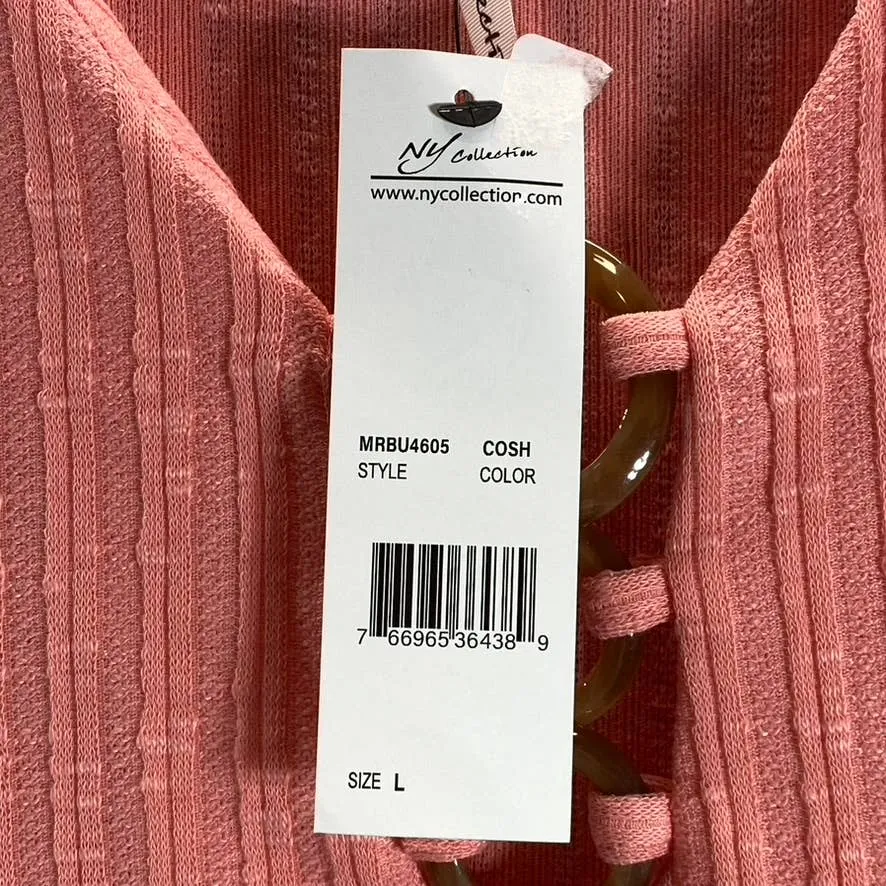 NY Collection
www.nycollection.com
MRBU4605 COSH
STYLE COLOR
7 66965 36438 9
SIZE L